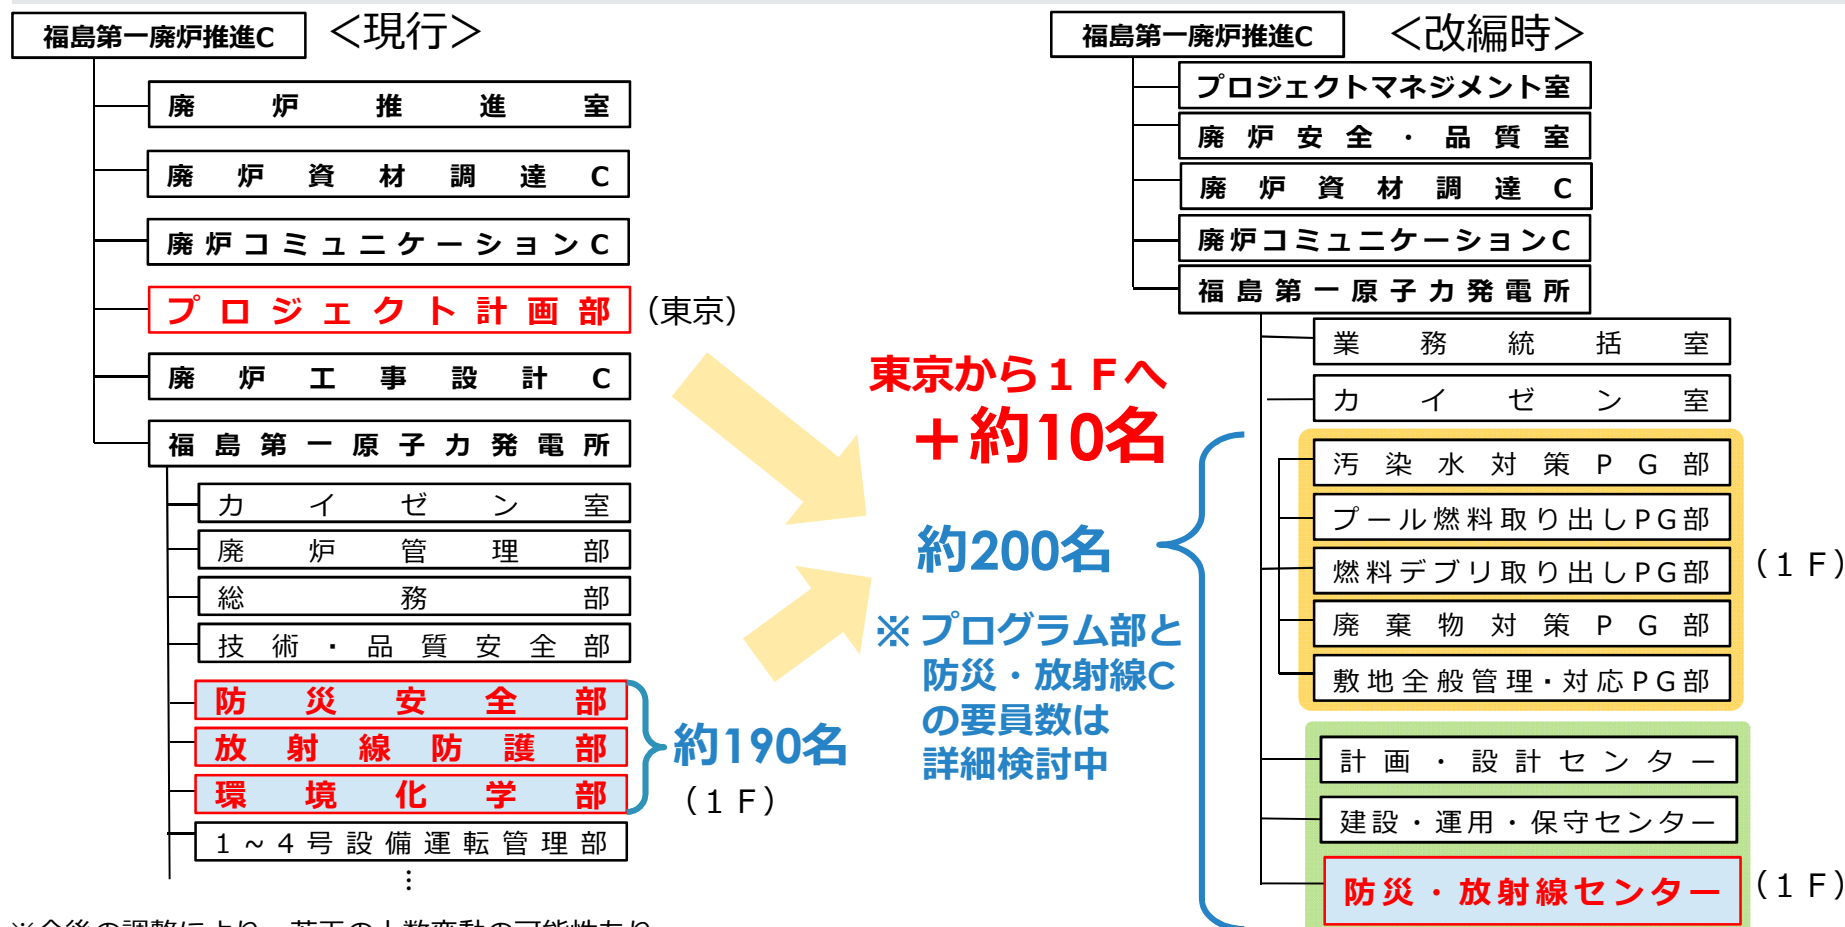 福島第一廃炉推進C
＜現行＞
廃炉推進室
廃炉資材調達C
廃炉コミュニケーションC
プロジェクト計画部
（東京）
廃炉工事設計C
福島第一原子力発電所
カイゼン室
廃炉管理部
総務部
技術・品質安全部
防災安全部
放射線防護部
環境化学部
約190名
（１Ｆ）
1~4号設備運転管理部
…
東京から１Ｆへ
＋約10名
約200名
※プログラム部と
防災・放射線C
の要員数は
詳細検討中
福島第一廃炉推進C
＜改編時＞
プロジェクトマネジメント室
廃炉安全・品質室
廃炉資材調達C
廃炉コミュニケーションC
福島第一原子力発電所
業務統括室
カイゼン室
汚染水対策PG部
プール燃料取り出しPG部
燃料デブリ取り出しPG部
廃棄物対策PG部
敷地全般管理・対応PG部
（１Ｆ）
計画・設計センター
建設・運用・保守センター
防災・放射線センター
（１Ｆ）